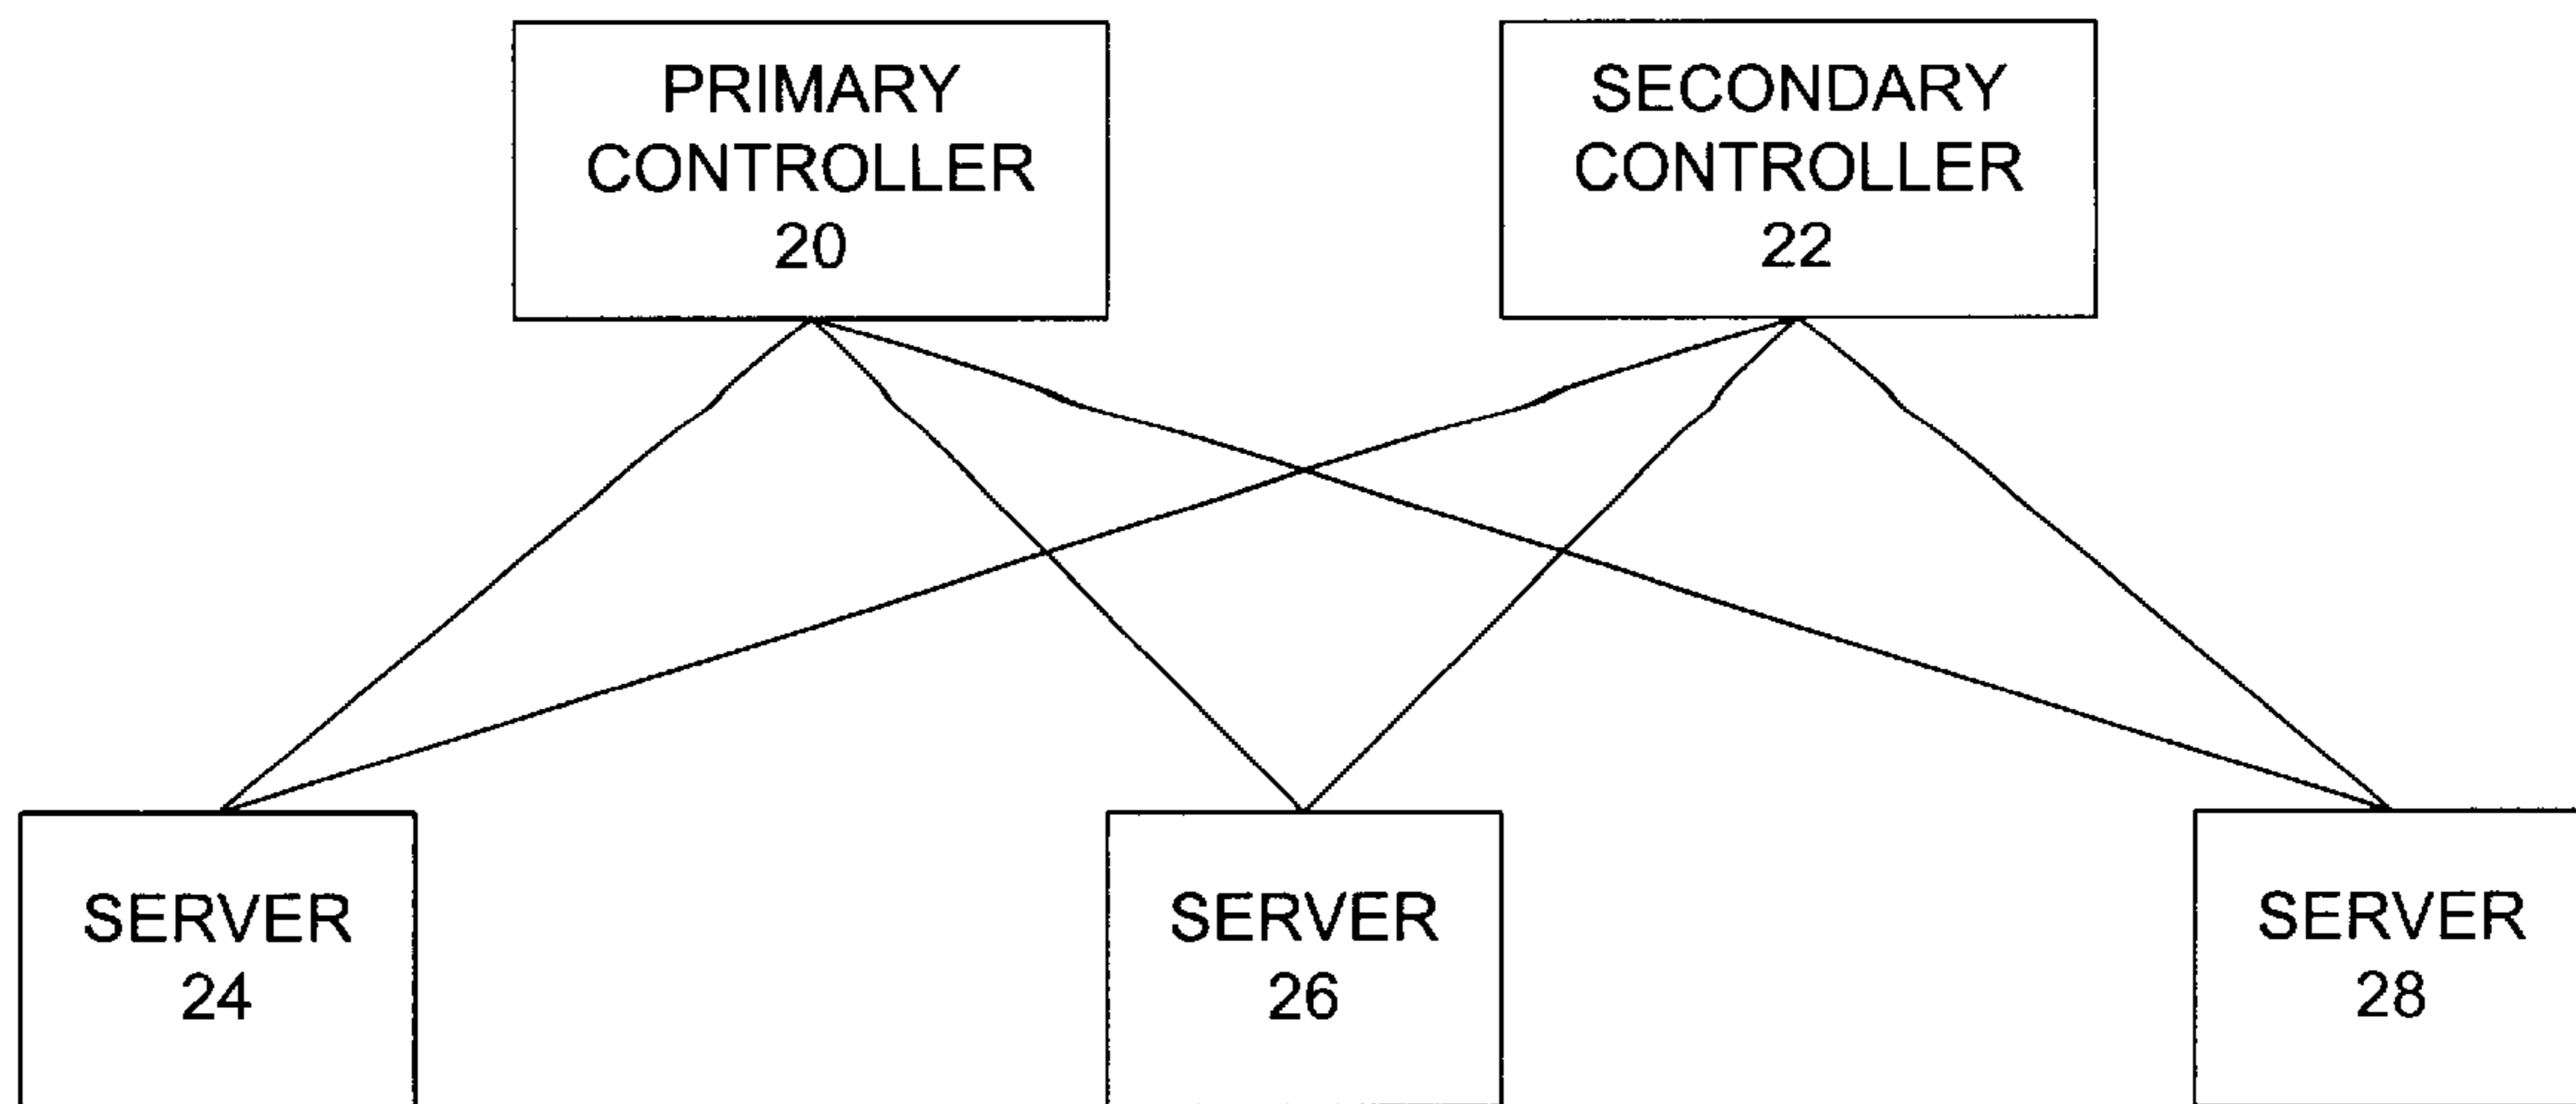 PRIMARY
CONTROLLER
20
SECONDARY
CONTROLLER
22
SERVER
24
SERVER
26
SERVER
28